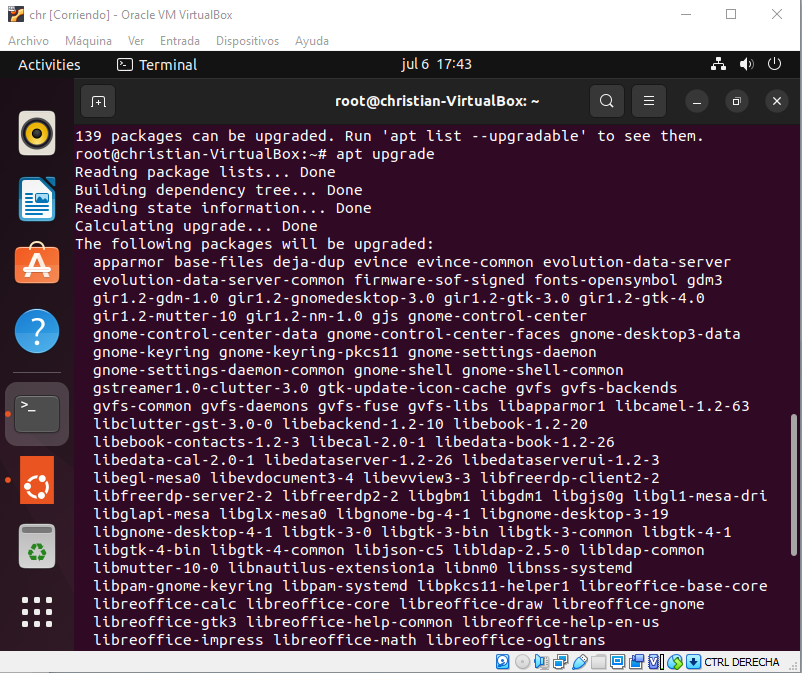 chr [Corriendo] - Oracle VM VirtualBox
Archivo Máquina Ver Entrada Dispositivos Ayuda
Activities Terminal jul 6 17:43
root@christian-VirtualBox: ~
139 packages can be upgraded. Run 'apt list --upgradable' to see them.
root@christian-VirtualBox:~# apt upgrade
Reading package lists... Done
Building dependency tree... Done
Reading state information... Done
Calculating upgrade... Done
The following packages will be upgraded:
apparmor base-files deja-dup evince evince-common evolution-data-server
evolution-data-server-common firmware-sof-signed fonts-opensymbol gdm3
gir1.2-gdm-1.0 gir1.2-gnomedesktop-3.0 gir1.2-gtk-3.0 gir1.2-gtk-4.0
gir1.2-mutter-10 gir1.2-nm-1.0 gjs gnome-control-center
gnome-control-center-data gnome-control-center-faces gnome-desktop3-data
gnome-keyring gnome-keyring-pkcs11 gnome-settings-daemon
gnome-settings-daemon-common gnome-shell gnome-shell-common
gstreamer1.0-clutter-3.0 gtk-update-icon-cache gvfs gvfs-backends
gvfs-common gvfs-daemons gvfs-fuse gvfs-libs libapparmor1 libcamel-1.2-63
libclutter-gst-3.0-0 libebackend-1.2-10 libebook-1.2-20
libebook-contacts-1.2-3 libecal-2.0-1 libedata-book-1.2-26
libedata-cal-2.0-1 libedataserver-1.2-26 libedataserverui-1.2-3
libegl-mesa0 libevdocument3-4 libevview3-3 libfreerdp-client2-2
libfreerdp-server2-2 libfreerdp2-2 libgbm1 libgdm1 libgjs0g libgl1-mesa-dri
libglapi-mesa libglx-mesa0 libgnome-bg-4-1 libgnome-desktop-3-19
libgnome-desktop-4-1 libgtk-3-0 libgtk-3-bin libgtk-3-common libgtk-4-1
libgtk-4-bin libgtk-4-common libjson-c5 libldap-2.5-0 libldap-common
libmutter-10-0 libnautilus-extension1a libnm0 libnss-systemd
libpam-gnome-keyring libpam-systemd libpkcs11-helper1 libreoffice-base-core
libreoffice-calc libreoffice-core libreoffice-draw libreoffice-gnome
libreoffice-gtk3 libreoffice-help-common libreoffice-help-en-us
libreoffice-impress libreoffice-math libreoffice-ogltrans
CTRL DERECHA